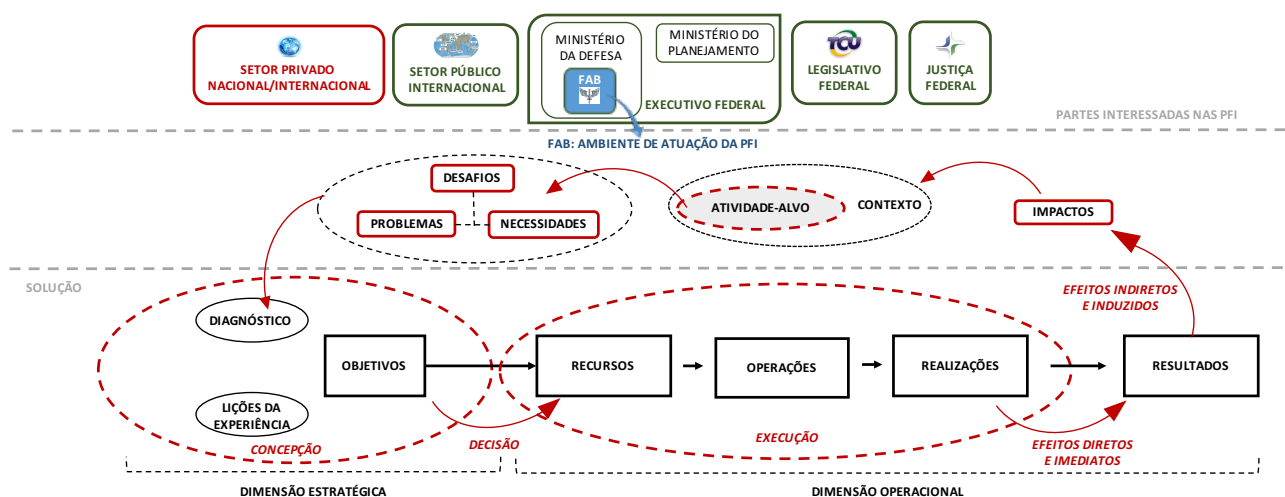 SETOR PRIVADO
NACIONAL/INTERNACIONAL
SETOR PÚBLICO
INTERNACIONAL
MINISTÉRIO
DA DEFESA
FAB
MINISTÉRIO DO
PLANEJAMENTO
EXECUTIVO FEDERAL
TCU
LEGISLATIVO
FEDERAL
JUSTIÇA
FEDERAL
PARTES INTERESSADAS NAS PFI
FAB: AMBIENTE DE ATUAÇÃO DA PFI
DESAFIOS
PROBLEMAS
NECESSIDADES
ATIVIDADE-ALVO
CONTEXTO
IMPACTOS
SOLUÇÃO
EFEITOS INDIRETOS
E INDUZIDOS
DIAGNÓSTICO
OBJETIVOS
RECURSOS
OPERAÇÕES
REALIZAÇÕES
RESULTADOS
LIÇÕES DA
EXPERIÊNCIA
CONCEPÇÃO
DECISÃO
EXECUÇÃO
EFEITOS DIRETOS
E IMEDIATOS
DIMENSÃO ESTRATÉGICA
DIMENSÃO OPERACIONAL